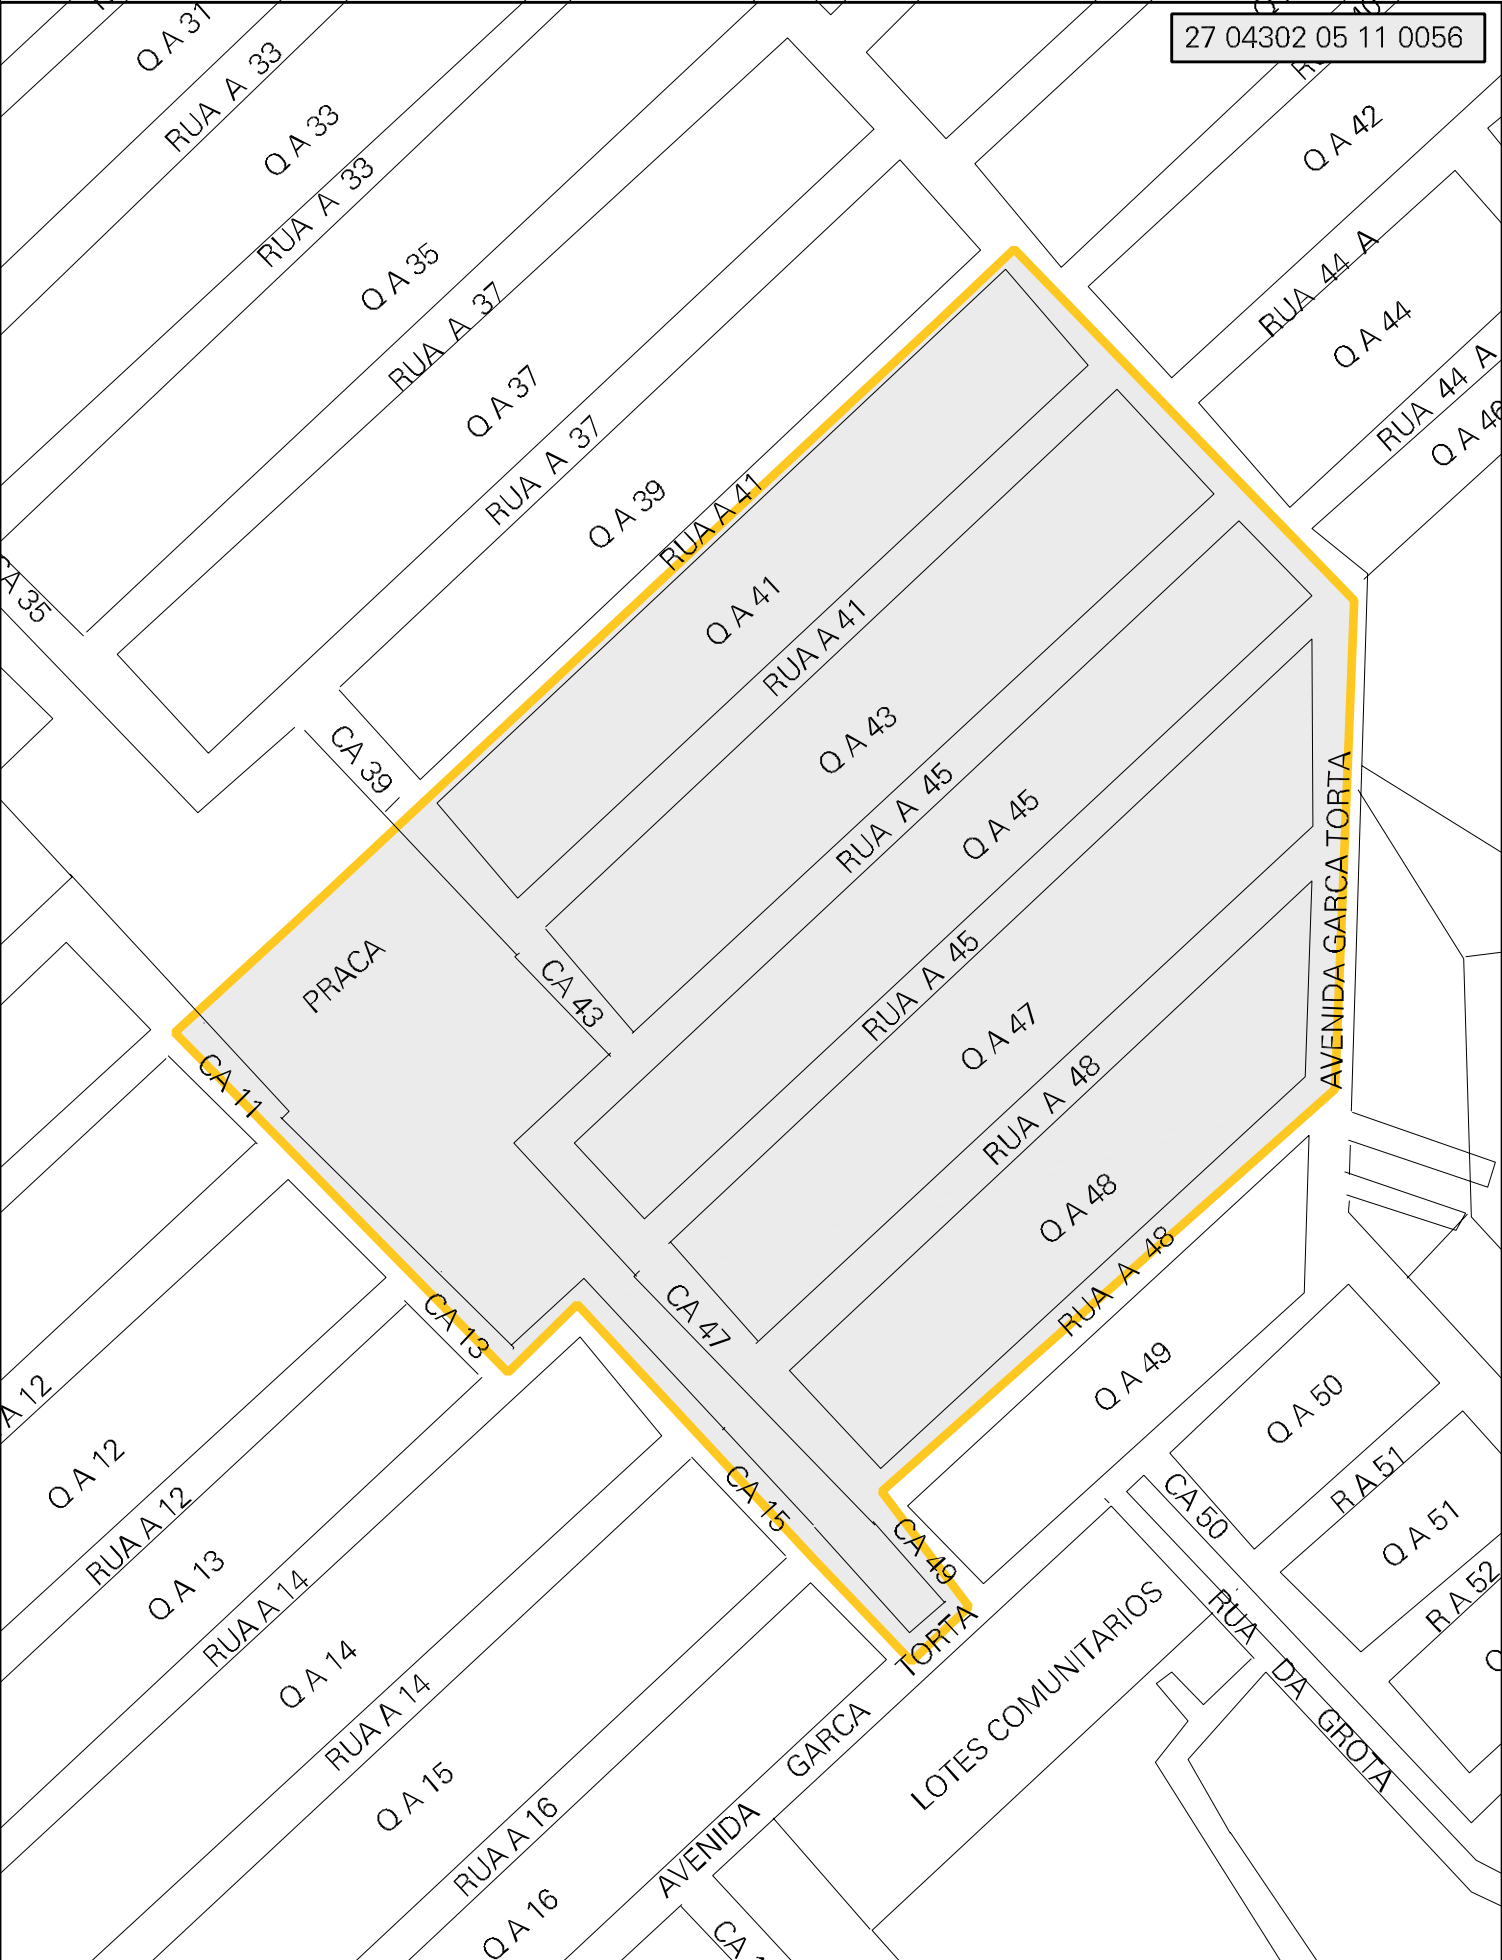 27 04302 05 11 0056
Q A 31
RUA A 33
Q A 33
RUA A 33
Q A 35
RUA A 37
Q A 37
RUA A 37
Q A 39
RUA A 41
Q A 42
RUA 44 A
Q A 44
RUA 44 A
Q A 46
CA 35
CA 39
Q A 41
RUA A 41
Q A 43
RUA A 45
Q A 45
RUA A 45
Q A 47
RUA A 48
Q A 48
RUA A 48
AVENIDA GARCA TORTA
PRACA
CA 43
CA 11
CA 13
CA 47
CA 15
CA 49
Q A 49
Q A 50
R A 51
CA 50
Q A 51
R A 52
RUA DA GROTA
LOTES COMUNITARIOS
A 12
Q A 12
RUA A 12
Q A 13
RUA A 14
Q A 14
RUA A 14
Q A 15
RUA A 16
Q A 16
AVENIDA GARCA TORTA
CA